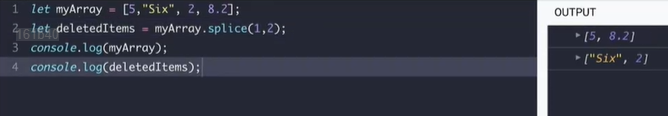 1 let myArray = [5,"Six", 2, 8.2];
2 let deletedItems = myArray.splice(1,2);
3 console.log(myArray);
4 console.log(deletedItems);
OUTPUT
▶[5, 8.2]
▶["Six", 2]